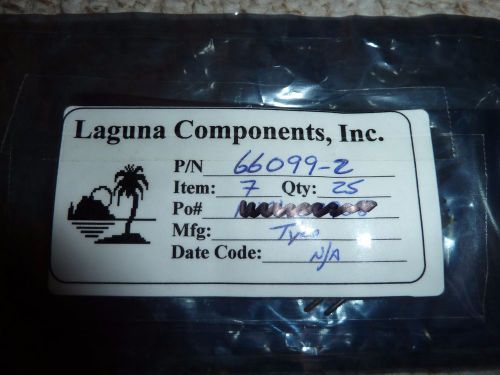 Laguna Components, Inc.
P/N 66099-2
Item: 7 Qty: 25
Po#
Mfg: Tyco
Date Code: N/A